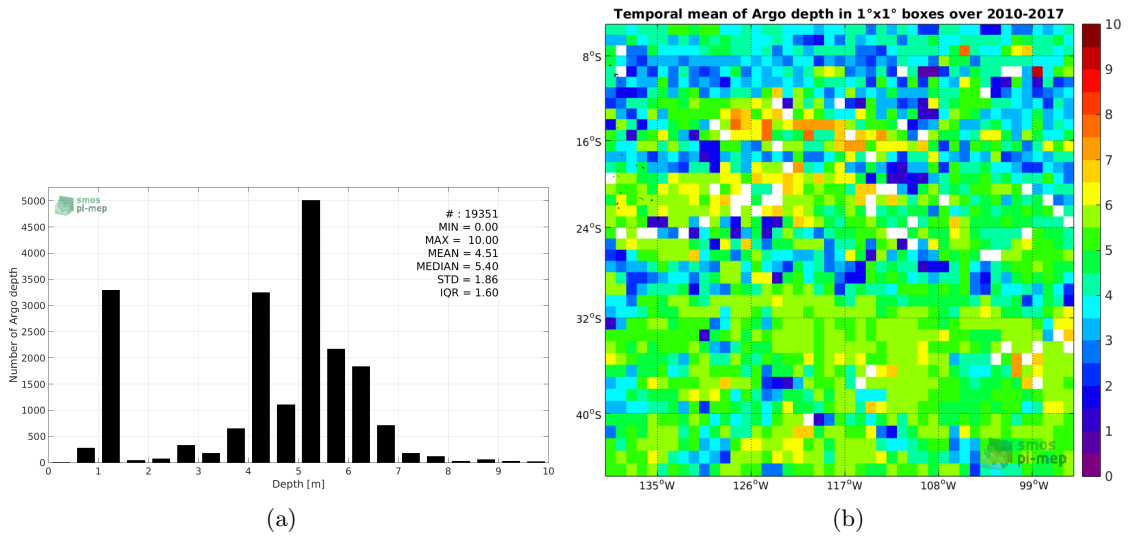 Temporal mean of Argo depth in 1°x1° boxes over 2010-2017
smos
pi-mep
# : 19351
MIN = 0.00
MAX = 10.00
MEAN = 4.51
MEDIAN = 5.40
STD = 1.86
IQR = 1.60
Number of Argo depth
5000
4500
4000
3500
3000
2500
2000
1500
1000
500
0
0 1 2 3 4 5 6 7 8 9 10
Depth [m]
(a)
8°S
16°S
24°S
32°S
40°S
135°W 126°W 117°W 108°W 99°W
smos
pi-mep
10
9
8
7
6
5
4
3
2
1
0
(b)